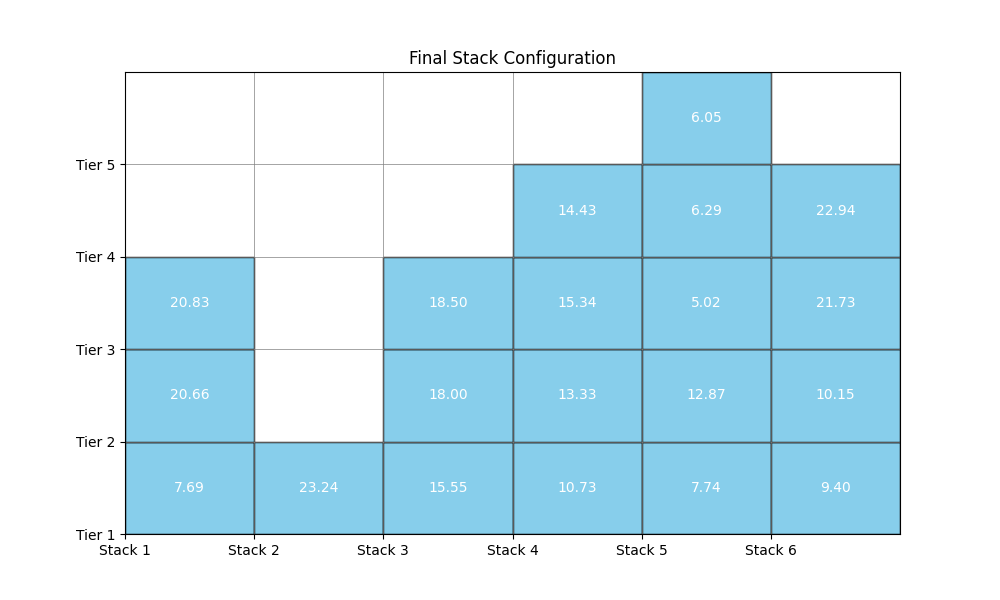 Final Stack Configuration
6.05
Tier 5
14.43 6.29 22.94
Tier 4
20.83 18.50 15.34 5.02 21.73
Tier 3
20.66 18.00 13.33 12.87 10.15
Tier 2
7.69 23.24 15.55 10.73 7.74 9.40
Tier 1
Stack 1 Stack 2 Stack 3 Stack 4 Stack 5 Stack 6